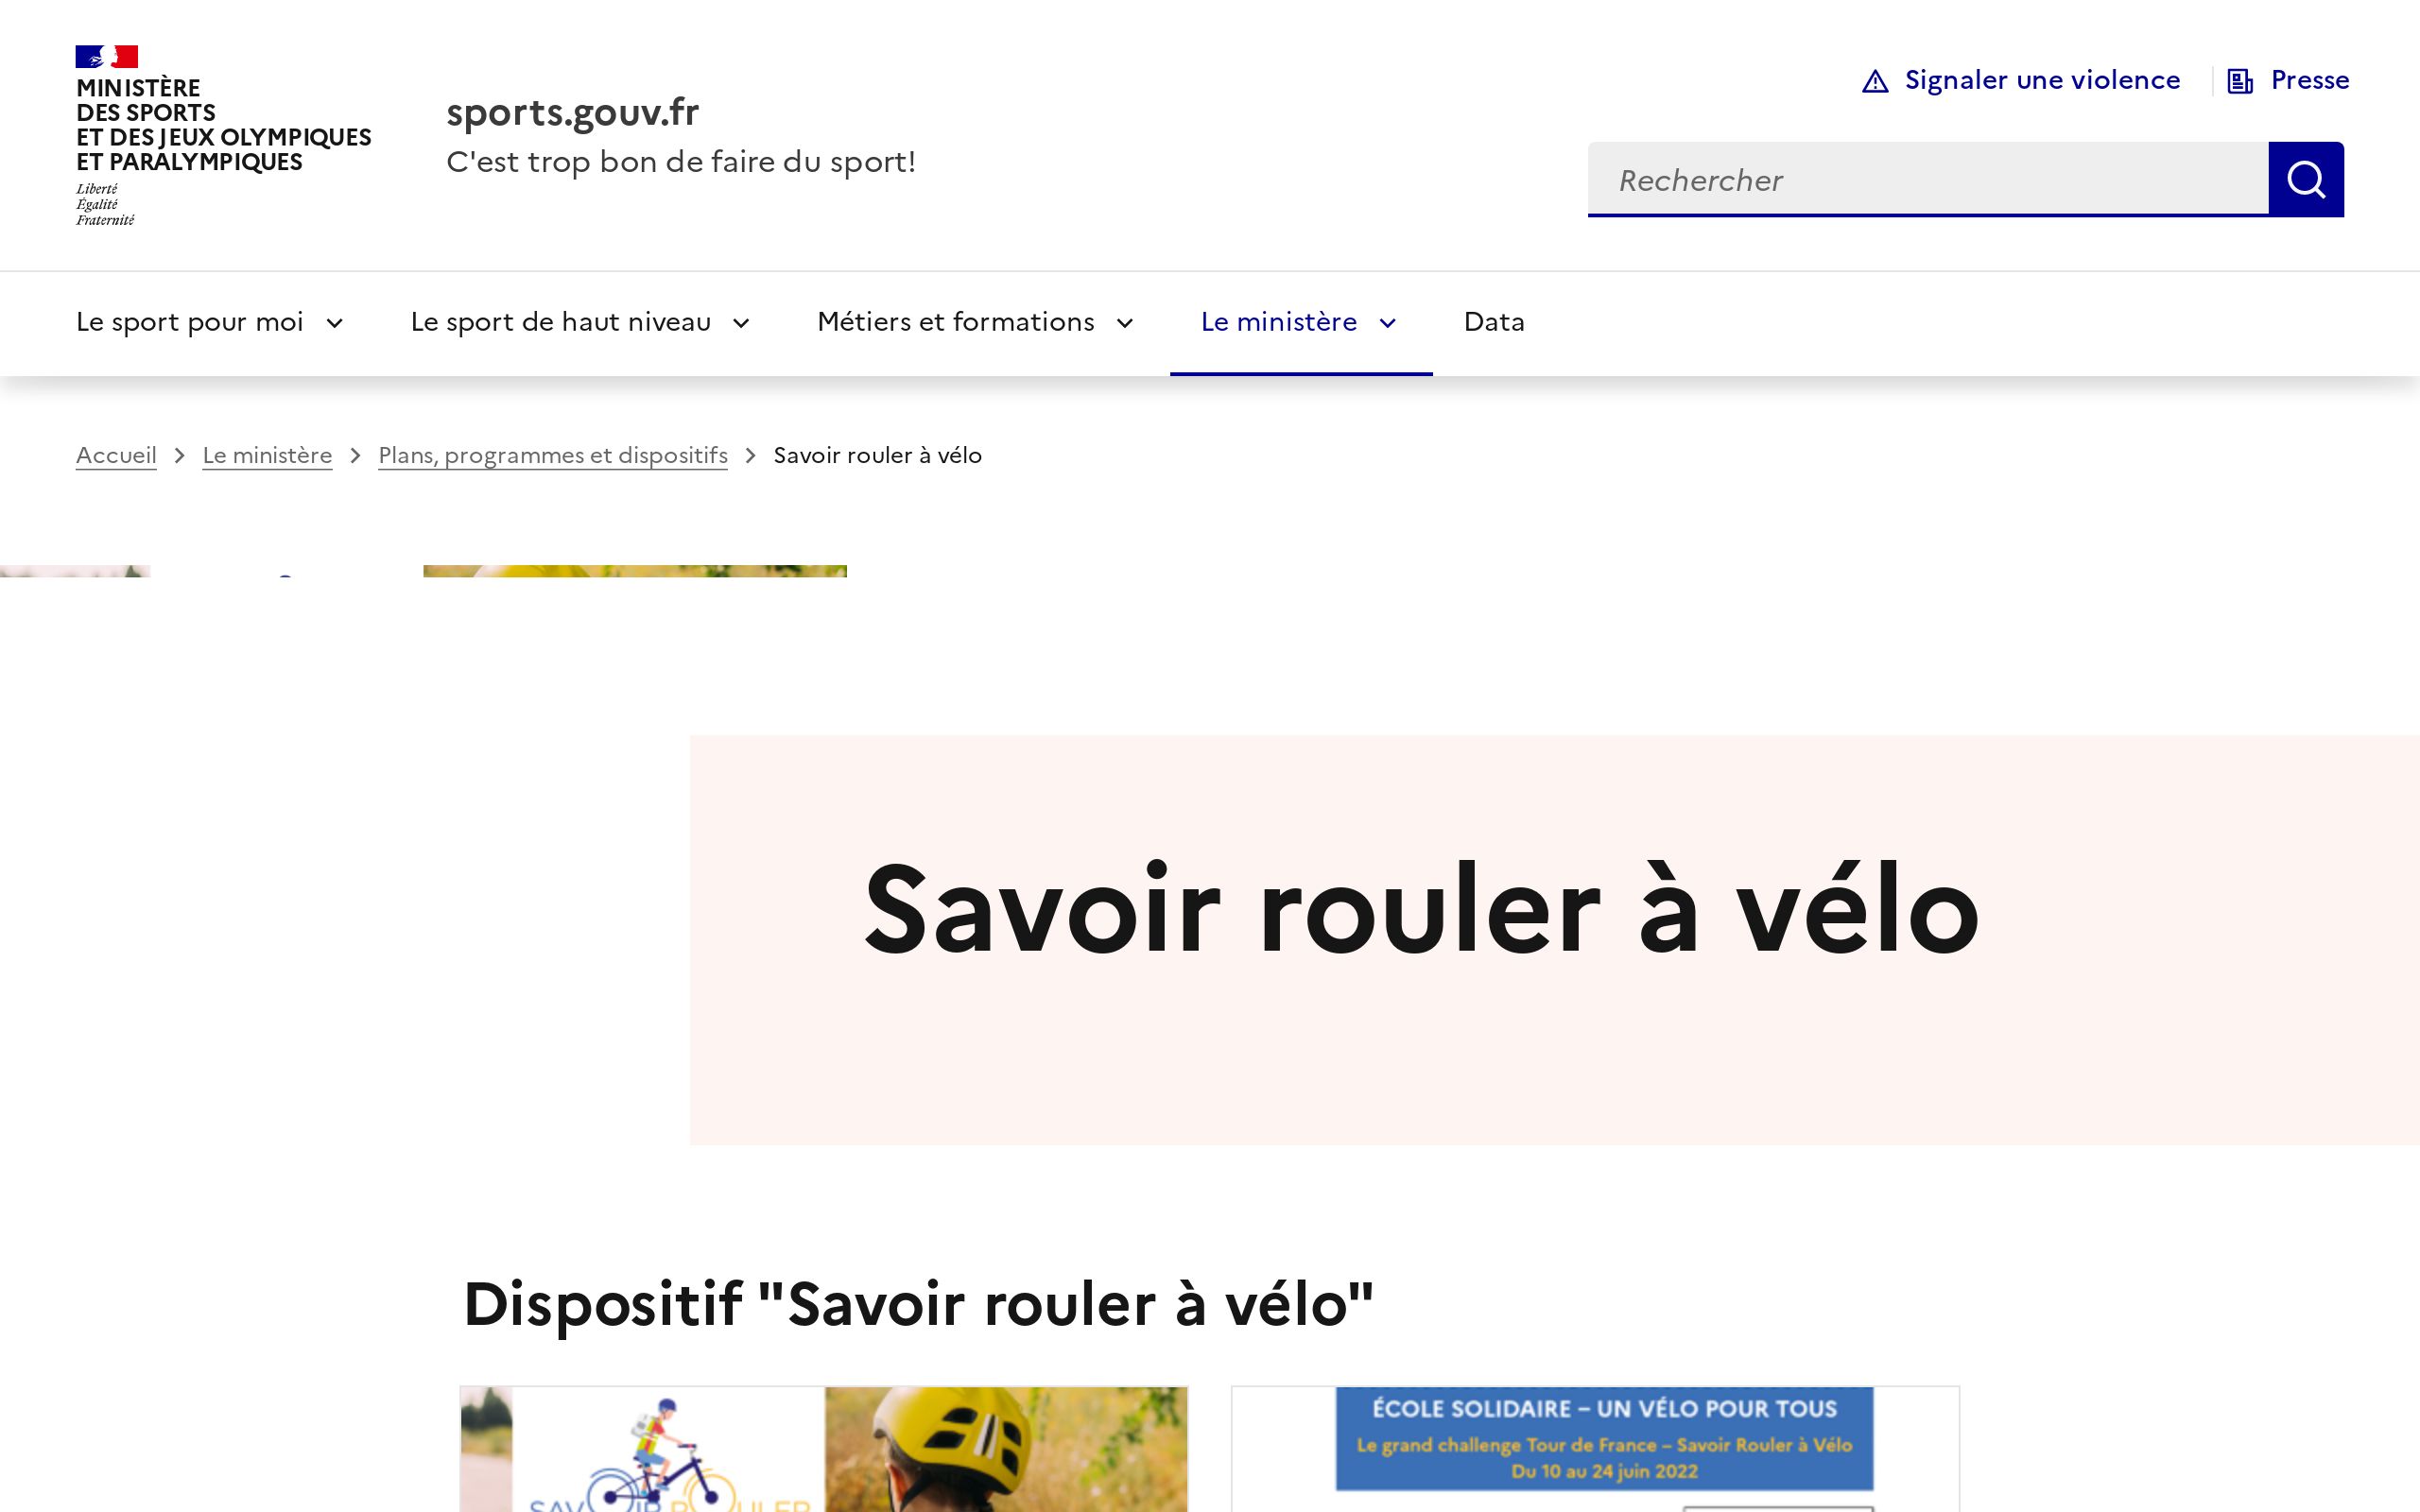 MINISTÈRE
DES SPORTS
ET DES JEUX OLYMPIQUES
ET PARALYMPIQUES
Liberté
Égalité
Fraternité
sports.gouv.fr
C'est trop bon de faire du sport!
Signaler une violence
Presse
Rechercher
Le sport pour moi
Le sport de haut niveau
Métiers et formations
Le ministère
Data
Accueil
Le ministère
Plans, programmes et dispositifs
Savoir rouler à vélo
Savoir rouler à vélo
Dispositif "Savoir rouler à vélo"
SAVOIR ROULER
ÉCOLE SOLIDAIRE – UN VÉLO POUR TOUS
Le grand challenge Tour de France – Savoir Rouler à Vélo
Du 10 au 24 juin 2022